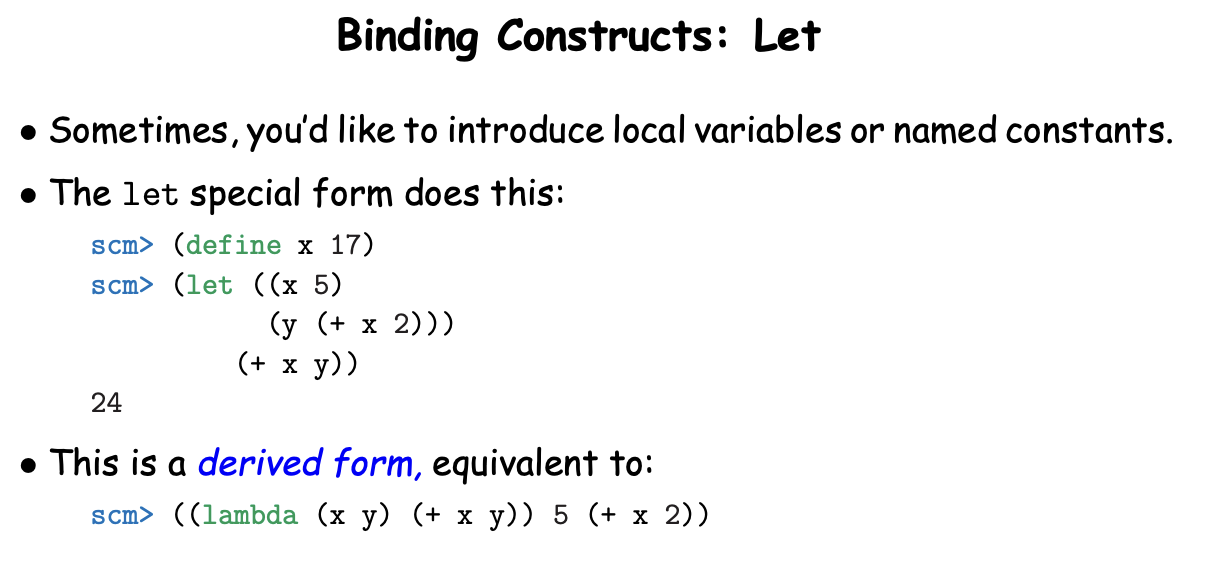 Binding Constructs: Let
• Sometimes, you'd like to introduce local variables or named constants.
• The let special form does this:
scm> (define x 17)
scm> (let ((x 5)
(y (+ x 2)))
(+ x y))
24
• This is a derived form, equivalent to:
scm> ((lambda (x y) (+ x y)) 5 (+ x 2))